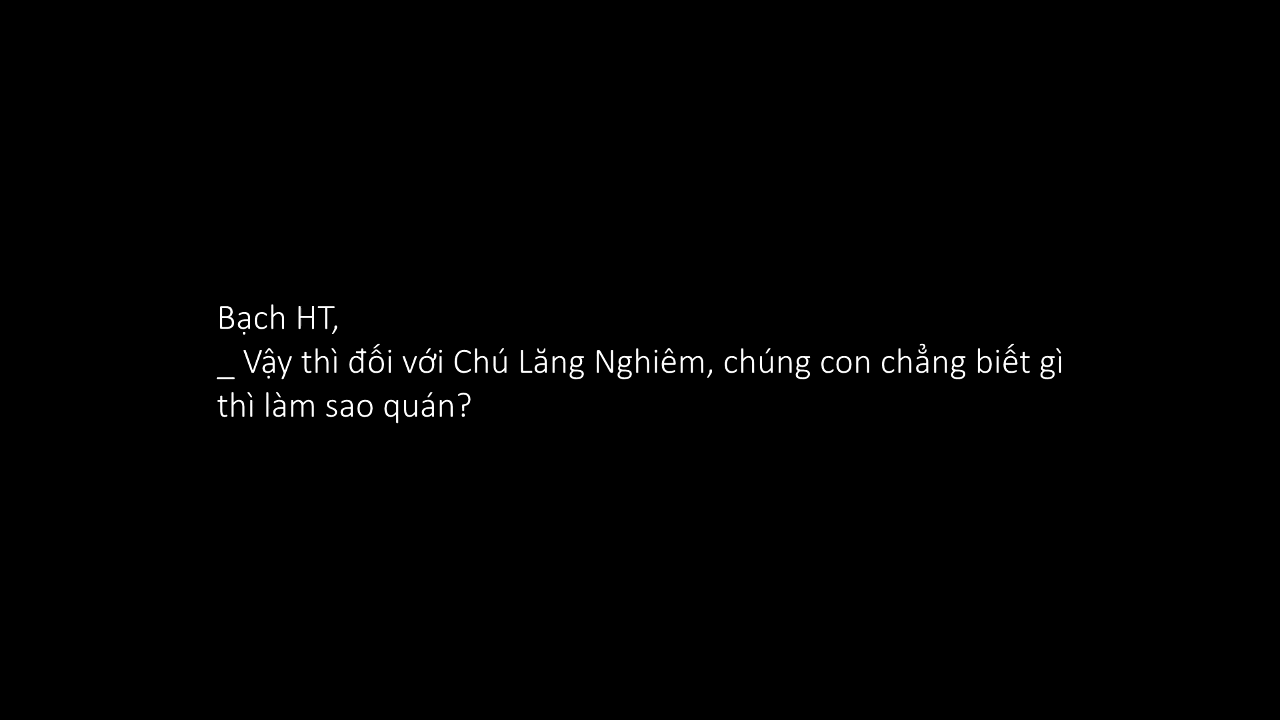 Bạch HT,
_ Vậy thì đối với Chú Lăng Nghiêm, chúng con chẳng biết gì
thì làm sao quán?